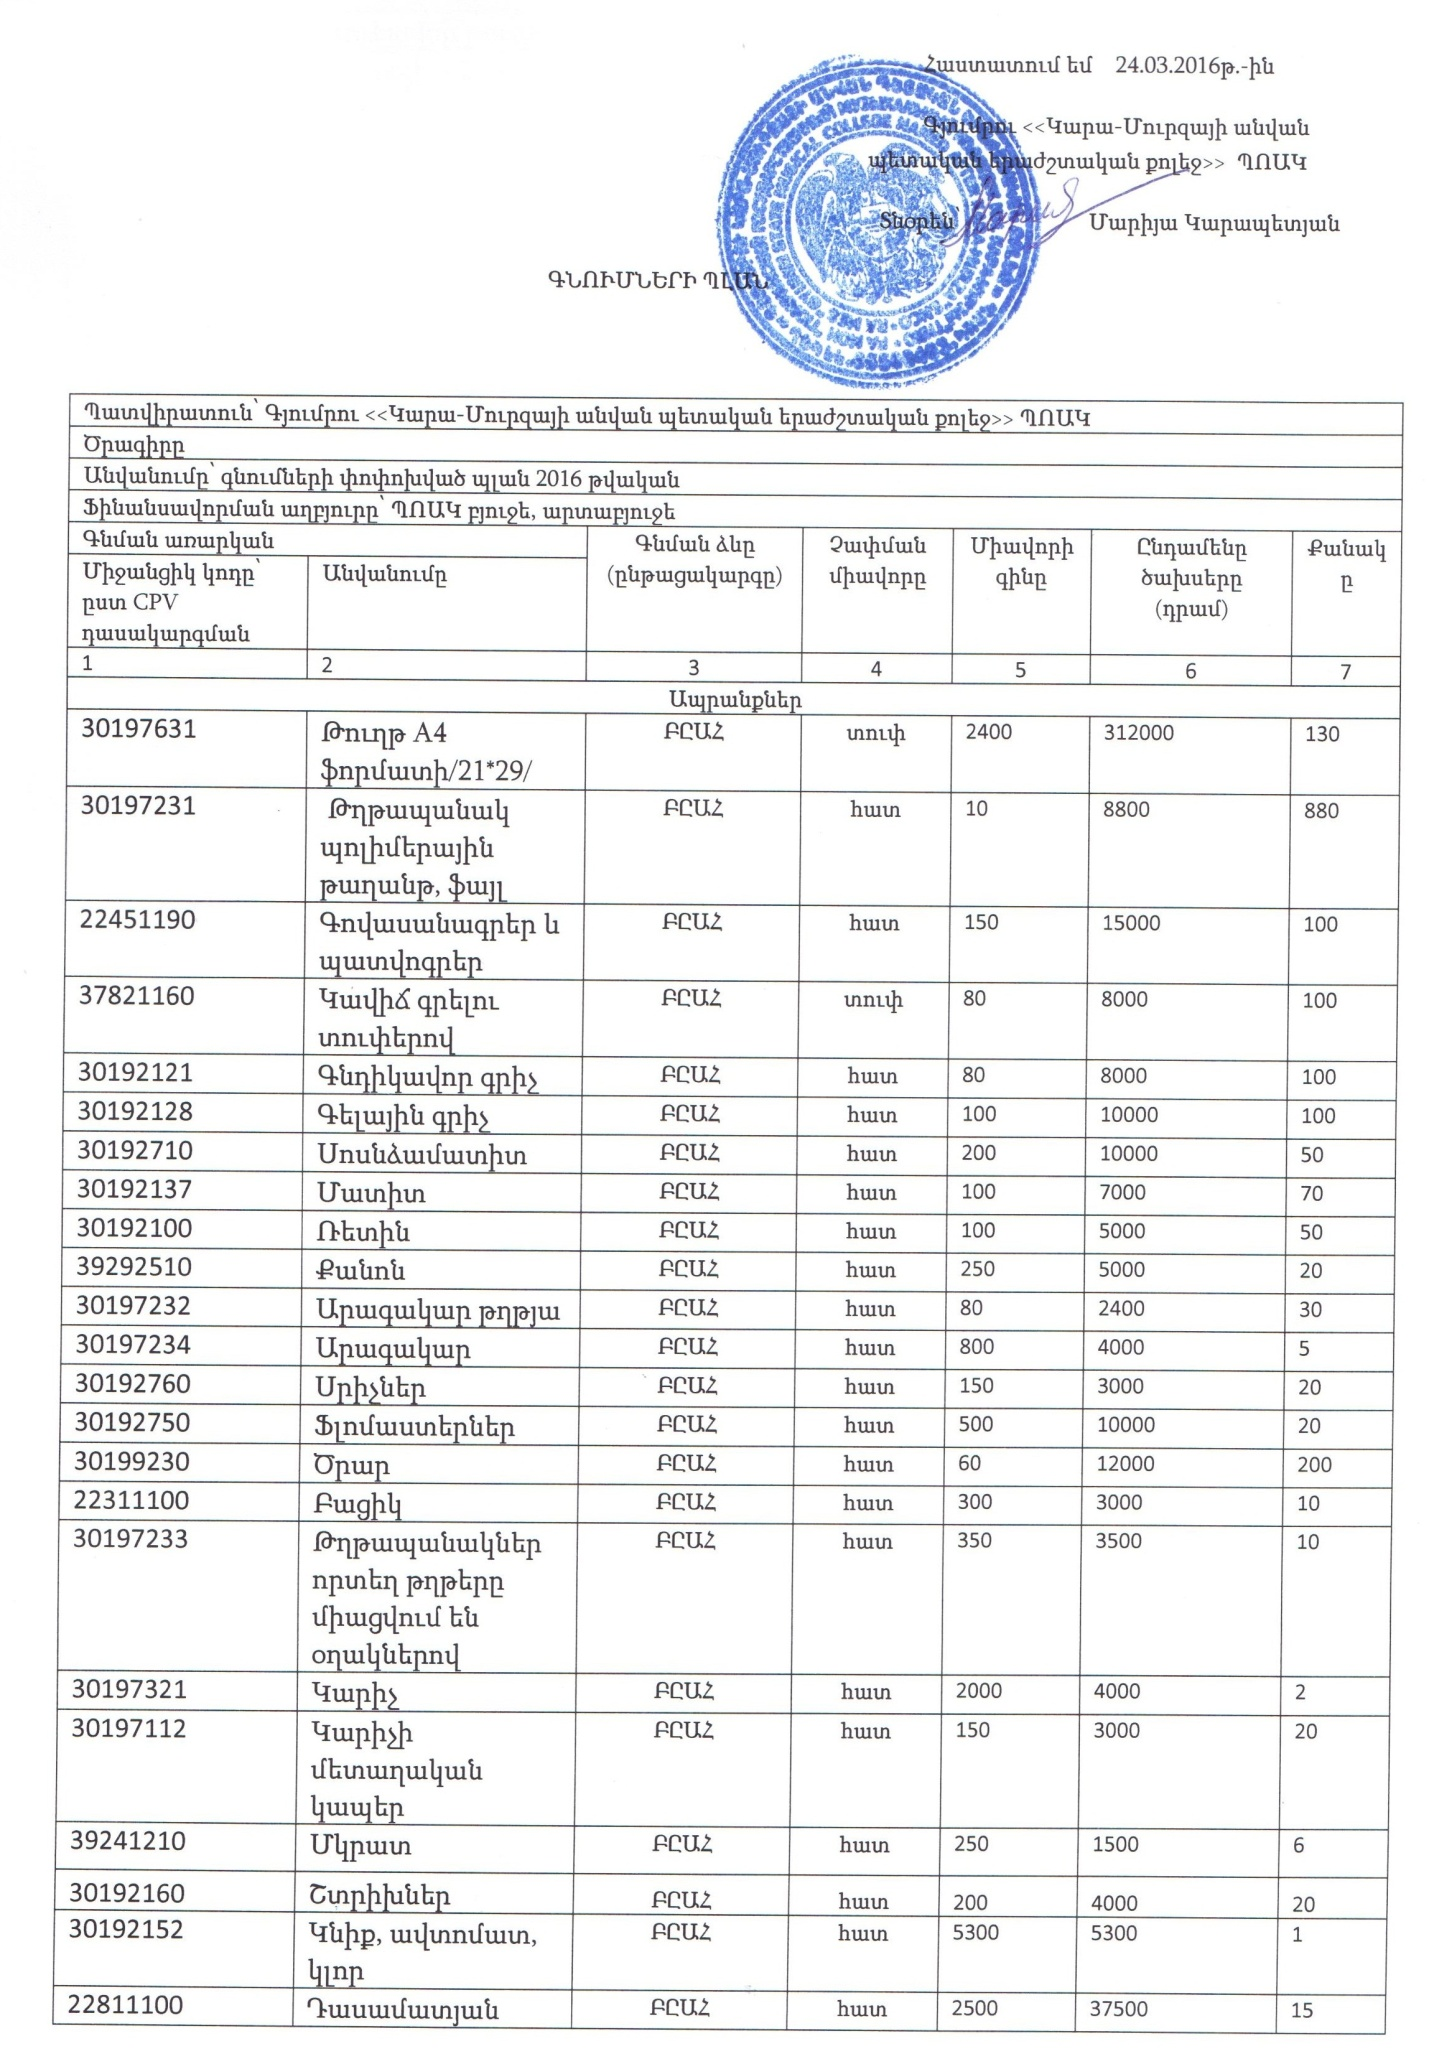 Հաստատում եմ 24.03.2016թ.-ին
Գյումրու <<Կարա-Մուրզայի անվան
պետական երաժշտական քոլեջ>> ՊՈԱԿ
Տնօրեն՝ Մարիյա Կարապետյան
ԳՆՈՒՄՆԵՐԻ ՊԼԱՆ
Պատվիրատուն՝ Գյումրու <<Կարա-Մուրզայի անվան պետական երաժշտական քոլեջ>> ՊՈԱԿ
Ծրագիրը
Անվանումը՝ գնումների փոփոխված պլան 2016 թվական
Ֆինանսավորման աղբյուրը՝ ՊՈԱԿ բյուջե, արտաբյուջե
Գնման առարկան Գնման ձևը Չափման Միավորի Ընդամենը Քանակ
Միջանցիկ կոդը՝ Անվանումը (ընթացակարգը) միավորը գինը ծախսերը ը
ըստ CPV (դրամ)
դասակարգման
1 2 3 4 5 6 7
Ապրանքներ
30197631 Թուղթ A4 ԲԸԱՀ տուփ 2400 312000 130
ֆորմատի/21*29/
30197231 Թղթապանակ ԲԸԱՀ հատ 10 8800 880
պոլիմերային
թաղանթ, ֆայլ
22451190 Գովասանագրեր և ԲԸԱՀ հատ 150 15000 100
պատվոգրեր
37821160 Կավիճ գրելու ԲԸԱՀ տուփ 80 8000 100
տուփերով
30192121 Գնդիկավոր գրիչ ԲԸԱՀ հատ 80 8000 100
30192128 Գելային գրիչ ԲԸԱՀ հատ 100 10000 100
30192710 Սոսնձամատիտ ԲԸԱՀ հատ 200 10000 50
30192137 Մատիտ ԲԸԱՀ հատ 100 7000 70
30192100 Ռետին ԲԸԱՀ հատ 100 5000 50
39292510 Քանոն ԲԸԱՀ հատ 250 5000 20
30197232 Արագակար թղթյա ԲԸԱՀ հատ 80 2400 30
30197234 Արագակար ԲԸԱՀ հատ 800 4000 5
30192760 Սրիչներ ԲԸԱՀ հատ 150 3000 20
30192750 Ֆլոմաստերներ ԲԸԱՀ հատ 500 10000 20
30199230 Ծրար ԲԸԱՀ հատ 60 12000 200
22311100 Բացիկ ԲԸԱՀ հատ 300 3000 10
30197233 Թղթապանակներ ԲԸԱՀ հատ 350 3500 10
որտեղ թղթերը
միացվում են
օղակներով
30197321 Կարիչ ԲԸԱՀ հատ 2000 4000 2
30197112 Կարիչի ԲԸԱՀ հատ 150 3000 20
մետաղական
կապեր
39241210 Մկրատ ԲԸԱՀ հատ 250 1500 6
30192160 Շտրիխներ ԲԸԱՀ հատ 200 4000 20
30192152 Կնիք, ավտոմատ, ԲԸԱՀ հատ 5300 5300 1
կլոր
22811100 Դասամատյան ԲԸԱՀ հատ 2500 37500 15